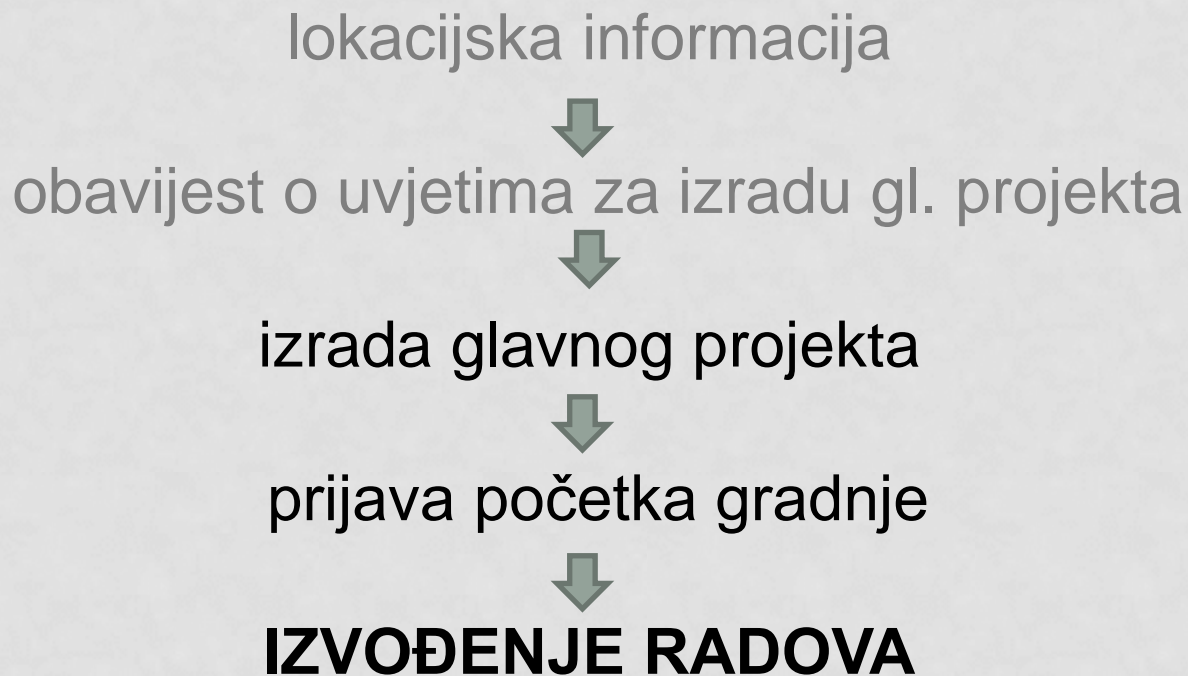 lokacijska informacija
obavijest o uvjetima za izradu gl. projekta
izrada glavnog projekta
prijava početka gradnje
IZVOĐENJE RADOVA